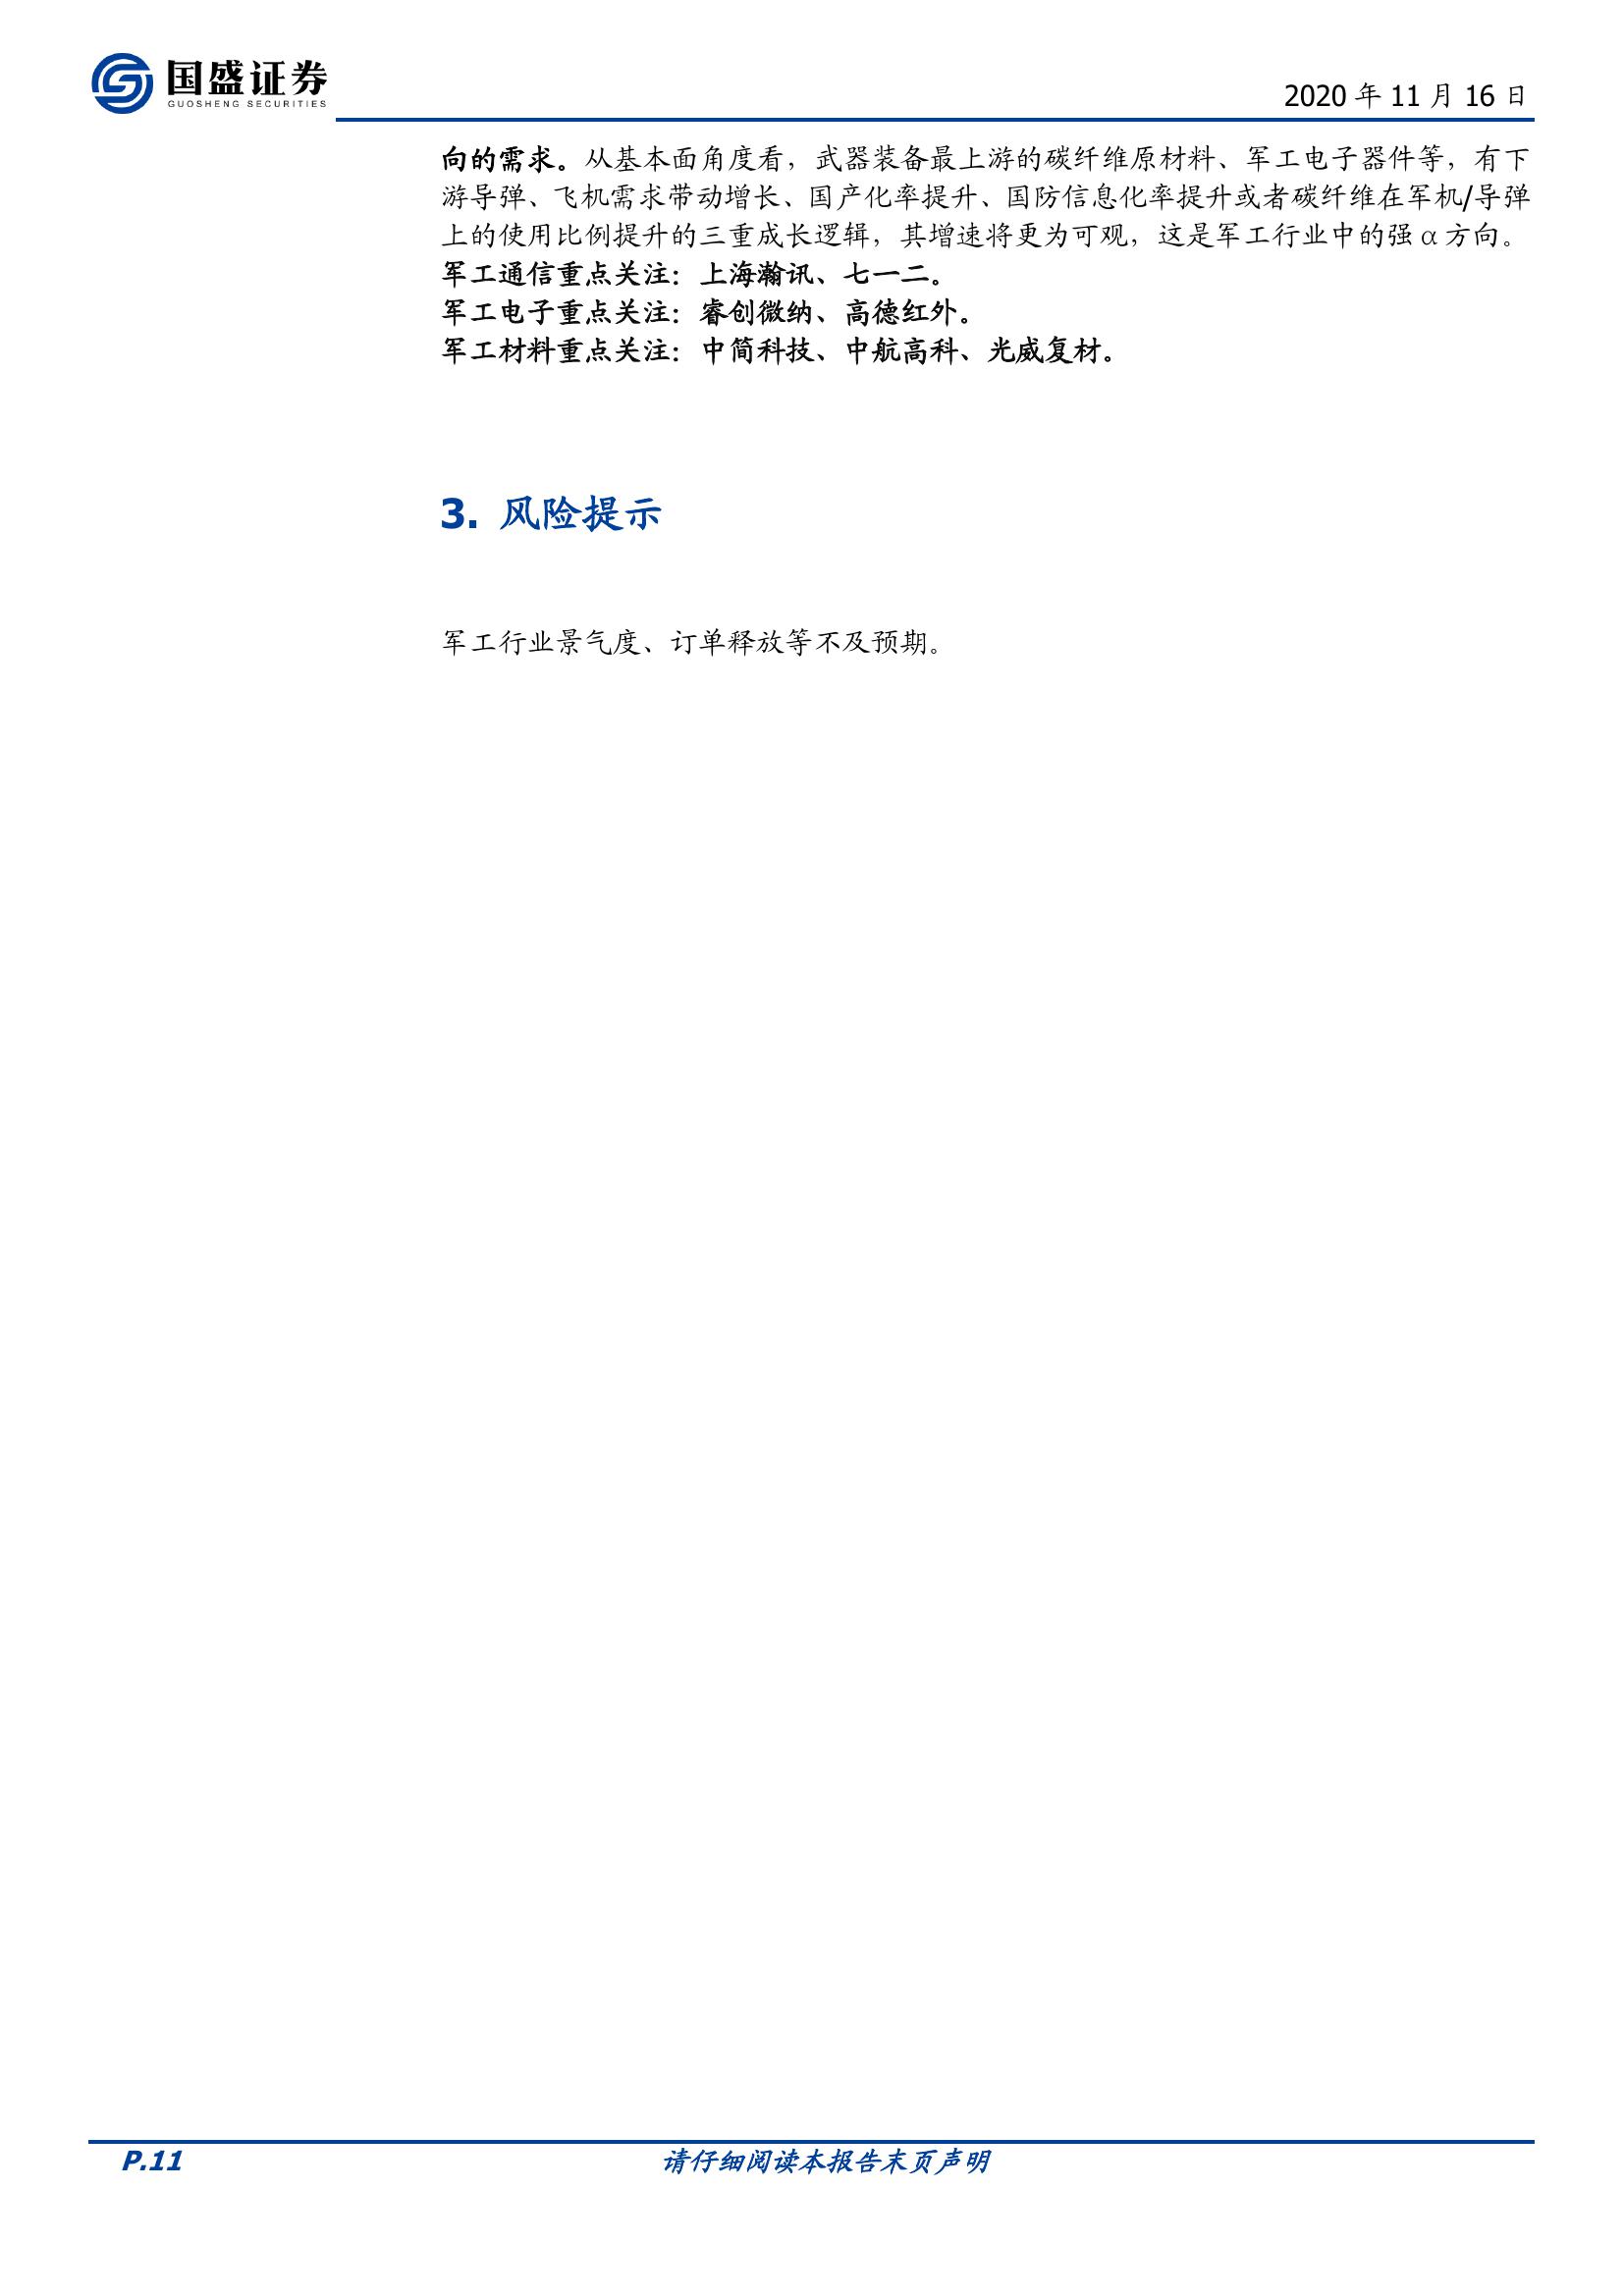 国盛证券
GUOSHENG SECURITIES
2020 年 11 月 16 日
向的需求。从基本面角度看，武器装备最上游的碳纤维原材料、军工电子器件等，有下
游导弹、飞机需求带动增长、国产化率提升、国防信息化率提升或者碳纤维在军机/导弹
上的使用比例提升的三重成长逻辑，其增速将更为可观，这是军工行业中的强 α 方向。
军工通信重点关注：上海瀚讯、七一二。
军工电子重点关注：睿创微纳、高德红外。
军工材料重点关注：中简科技、中航高科、光威复材。
3. 风险提示
军工行业景气度、订单释放等不及预期。
P.11
请仔细阅读本报告末页声明